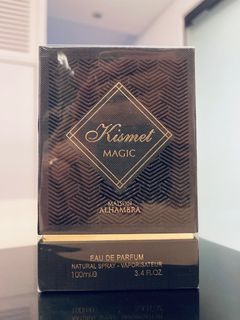 Kismet
MAGIC
MAISON
ALHAMBRA
EAU DE PARFUM
NATURAL SPRAY - VAPORISATEUR
100ml℮ 3.4 FL.OZ.